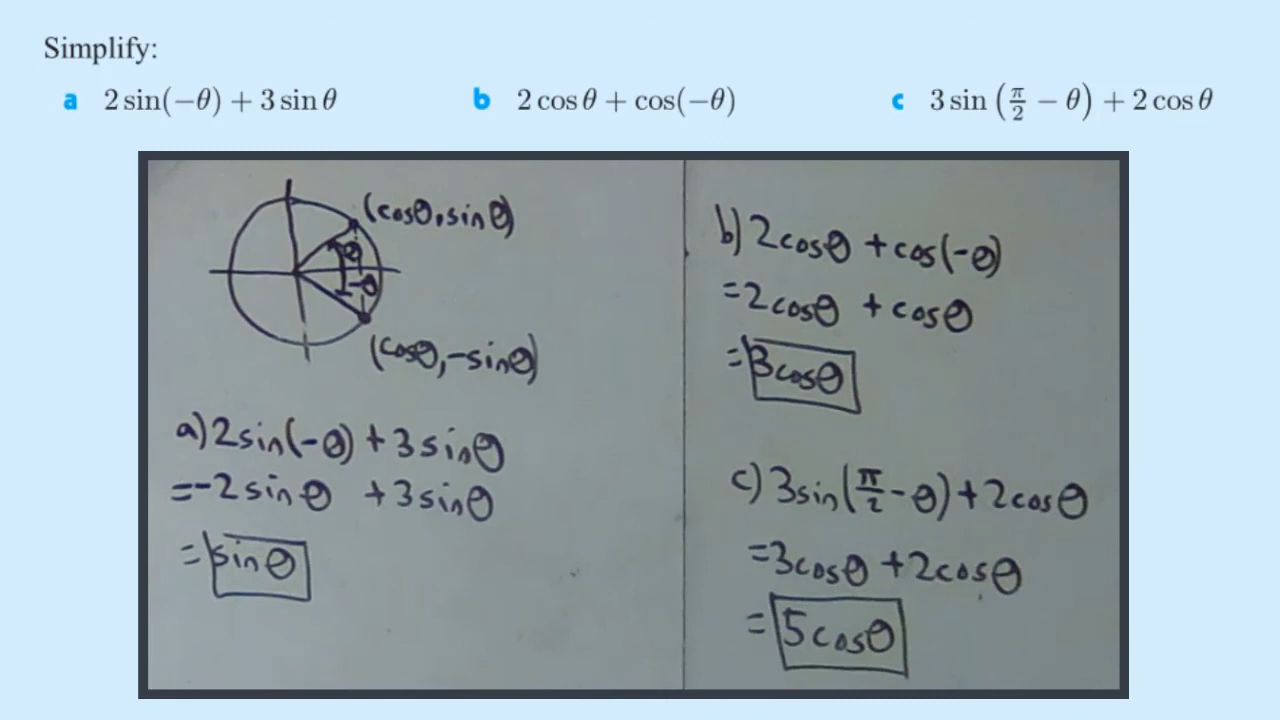 Simplify:
a 2 sin(−θ) + 3 sin θ
b 2 cos θ + cos(−θ)
c 3 sin (π/2 − θ) + 2 cos θ
(cosθ, sinθ)
θ
-θ
(cosθ, -sinθ)
a) 2sin(-θ) + 3sinθ
= -2sinθ + 3sinθ
= sinθ
b) 2cosθ + cos(-θ)
= 2cosθ + cosθ
= 3cosθ
c) 3sin(π/2 - θ) + 2cosθ
= 3cosθ + 2cosθ
= 5cosθ